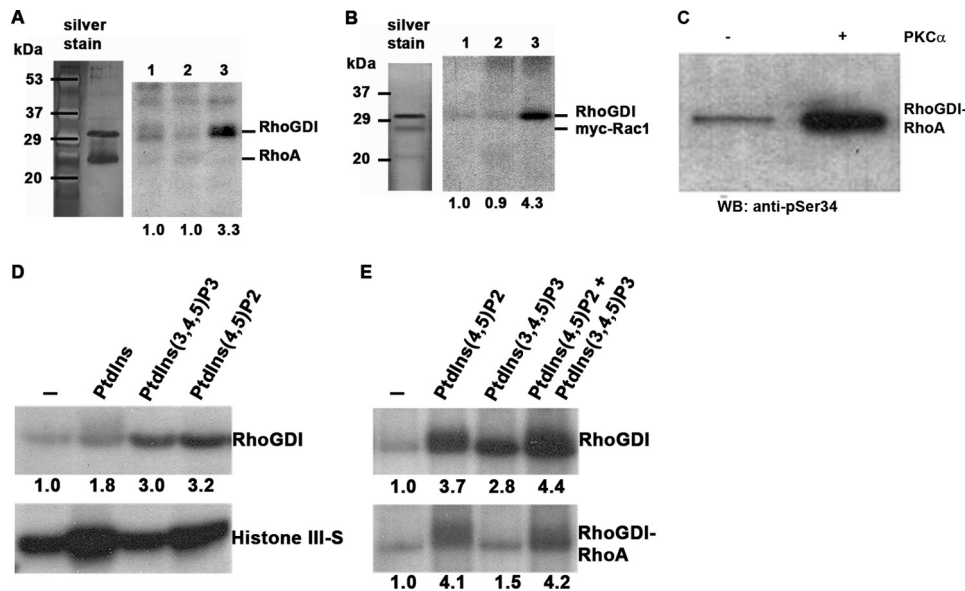 A
silver
stain
kDa
1 2 3
53
37
29
20
RhoGDI
RhoA
1.0 1.0 3.3
B
silver
stain
kDa
1 2 3
37
29
20
RhoGDI
myc-Rac1
1.0 0.9 4.3
C
- + PKCα
RhoGDI-
RhoA
WB: anti-pSer34
D
– PtdIns PtdIns(3,4,5)P3 PtdIns(4,5)P2
RhoGDI
1.0 1.8 3.0 3.2
Histone III-S
E
– PtdIns(4,5)P2 PtdIns(3,4,5)P3 PtdIns(4,5)P2 +
PtdIns(3,4,5)P3
RhoGDI
1.0 3.7 2.8 4.4
RhoGDI-
RhoA
1.0 4.1 1.5 4.2